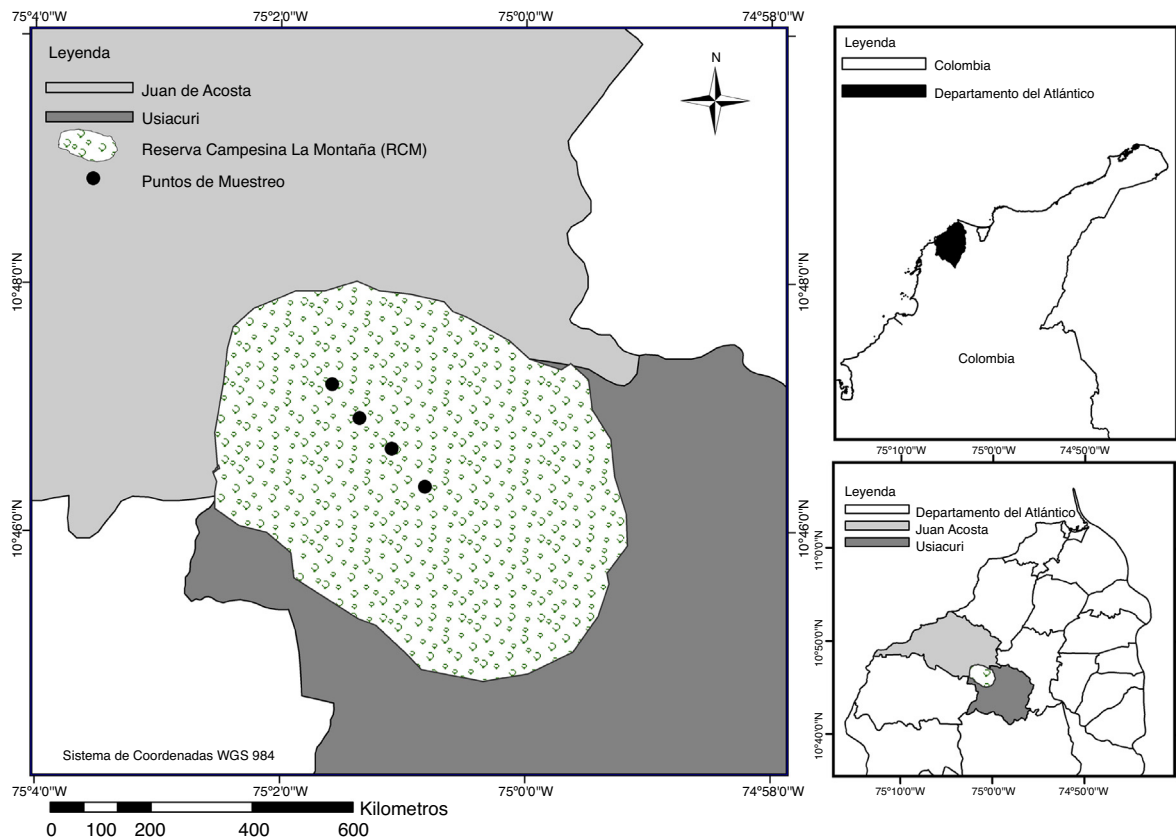 75°4'0"W
75°2'0"W
75°0'0"W
74°58'0"W
Leyenda
Juan de Acosta
Usiacuri
Reserva Campesina La Montaña (RCM)
Puntos de Muestreo
N
10°48'0"N
10°46'0"N
10°48'0"N
10°46'0"N
Sistema de Coordenadas WGS 984
75°4'0"W
75°2'0"W
75°0'0"W
74°58'0"W
Kilometros
0 100 200 400 600
Leyenda
Colombia
Departamento del Atlántico
Colombia
75°10'0"W
75°0'0"W
74°50'0"W
Leyenda
Departamento del Atlántico
Juan Acosta
Usiacuri
11°0'0"N
10°50'0"N
10°40'0"N
75°10'0"W
75°0'0"W
74°50'0"W